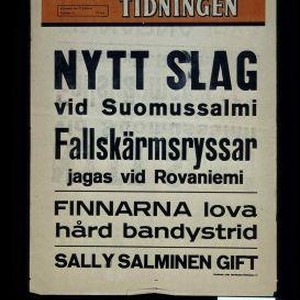 TIDNINGEN
NYTT SLAG
vid Suomussalmi
Fallskärmsryssar
jagas vid Rovaniemi
FINNARNA lova
hård bandystrid
SALLY SALMINEN GIFT